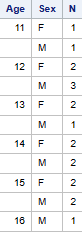 Age Sex N
11 F 1
M 1
12 F 2
M 3
13 F 2
M 1
14 F 2
M 2
15 F 2
M 2
16 M 1